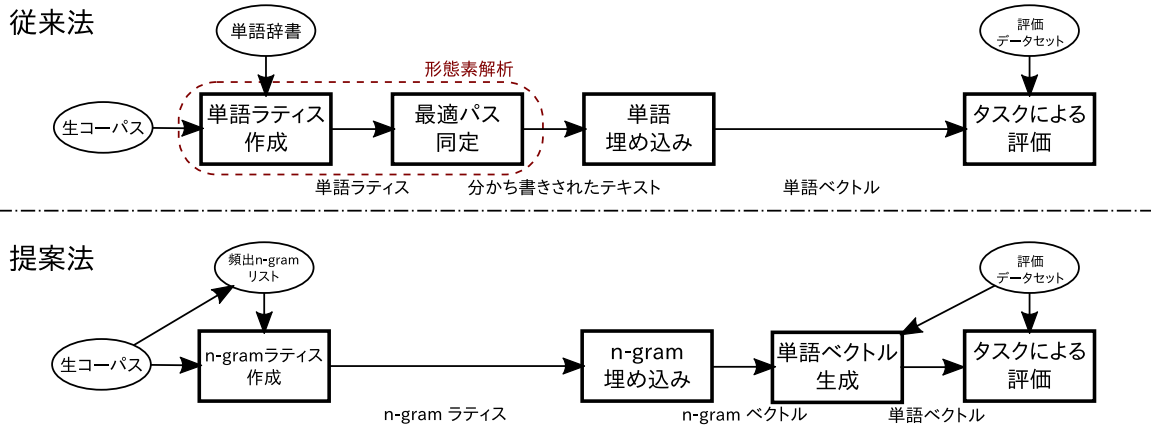 従来法
単語辞書
評価
データセット
形態素解析
生コーパス
単語ラティス
作成
最適パス
同定
単語
埋め込み
タスクによる
評価
単語ラティス
分かち書きされたテキスト
単語ベクトル
提案法
頻出n-gram
リスト
評価
データセット
生コーパス
n-gramラティス
作成
n-gram
埋め込み
単語ベクトル
生成
タスクによる
評価
n-gram ラティス
n-gram ベクトル
単語ベクトル